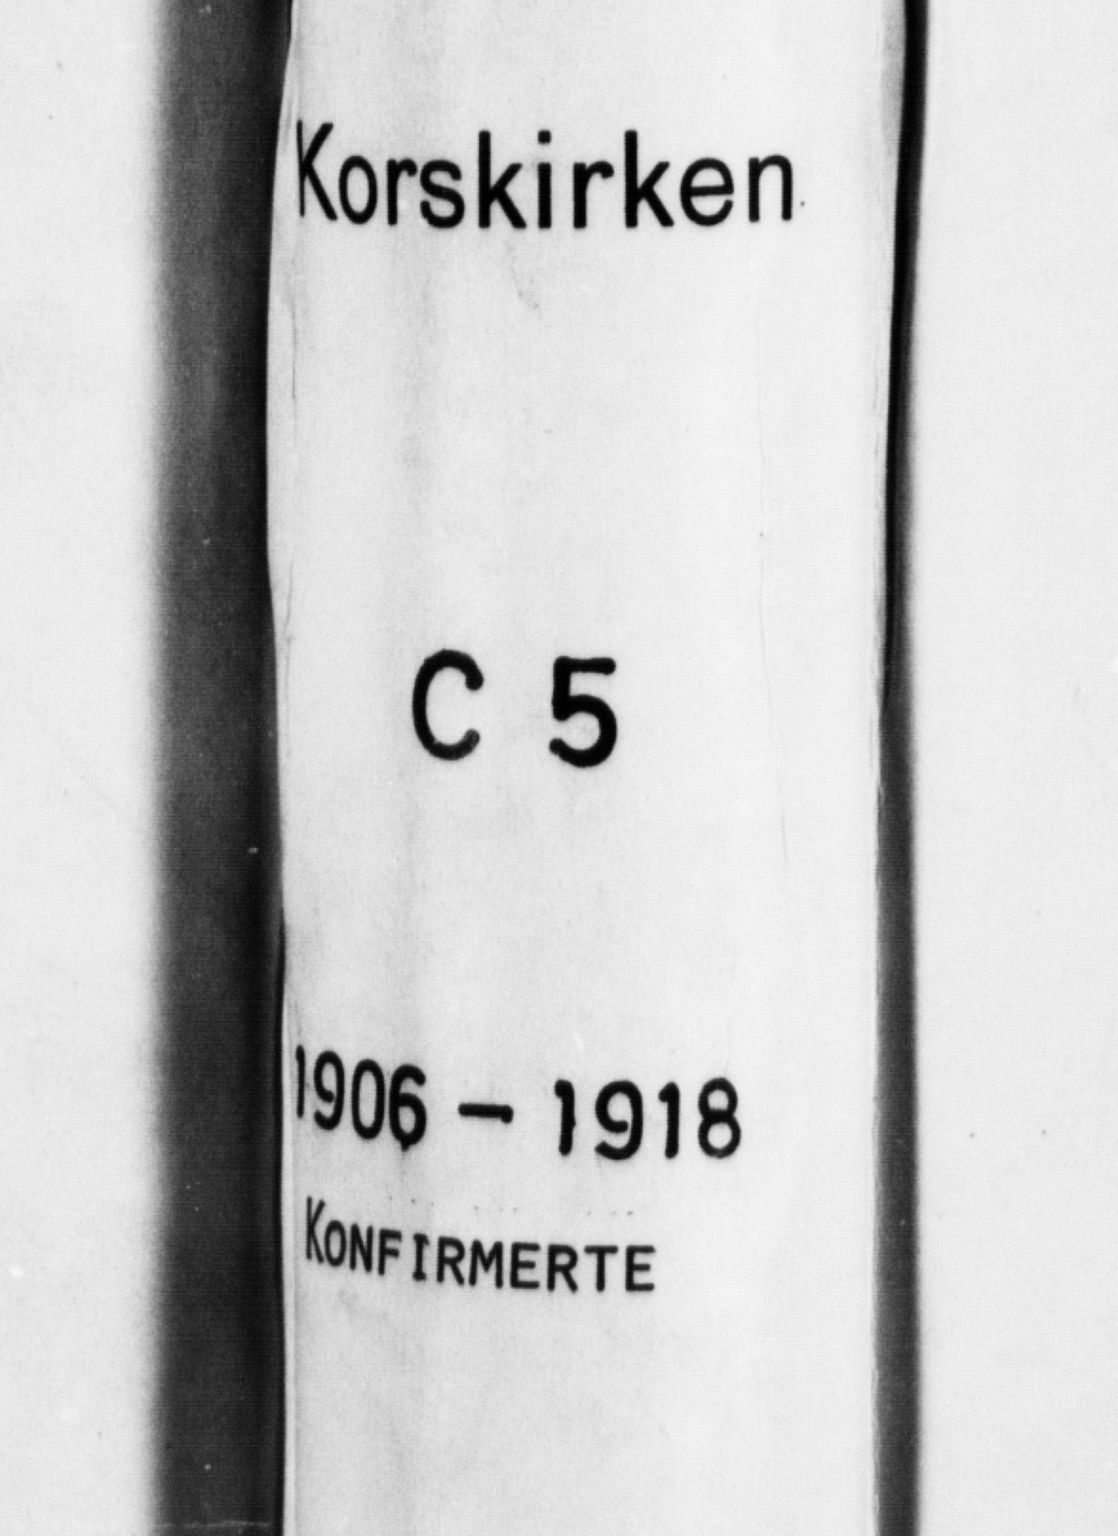 Korskirken
C 5
1906 - 1918
KONFIRMERTE